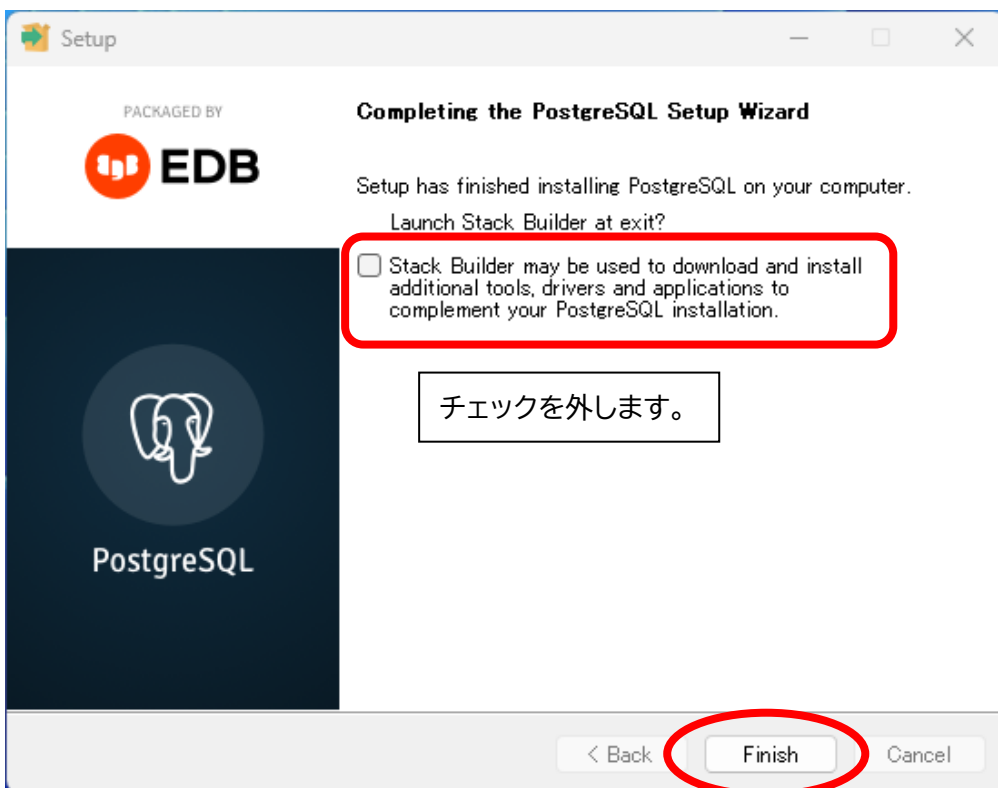 Setup
PACKAGED BY
EDB
PostgreSQL
Completing the PostgreSQL Setup Wizard
Setup has finished installing PostgreSQL on your computer.
Launch Stack Builder at exit?
Stack Builder may be used to download and install
additional tools, drivers and applications to
complement your PostgreSQL installation.
チェックを外します。
< Back
Finish
Cancel